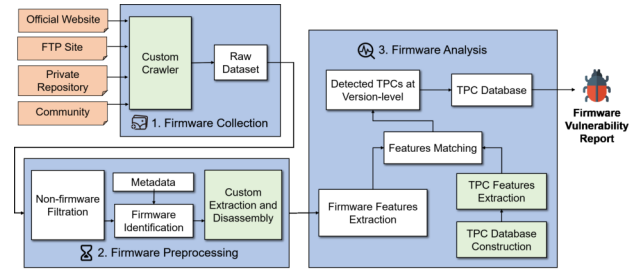 Official Website
FTP Site
Private
Repository
Community
Custom
Crawler
Raw
Dataset
1. Firmware Collection
Non-firmware
Filtration
Metadata
Firmware
Identification
Custom
Extraction and
Disassembly
2. Firmware Preprocessing
3. Firmware Analysis
Detected TPCs at
Version-level
TPC Database
Features Matching
Firmware Features
Extraction
TPC Features
Extraction
TPC Database
Construction
Firmware
Vulnerability
Report